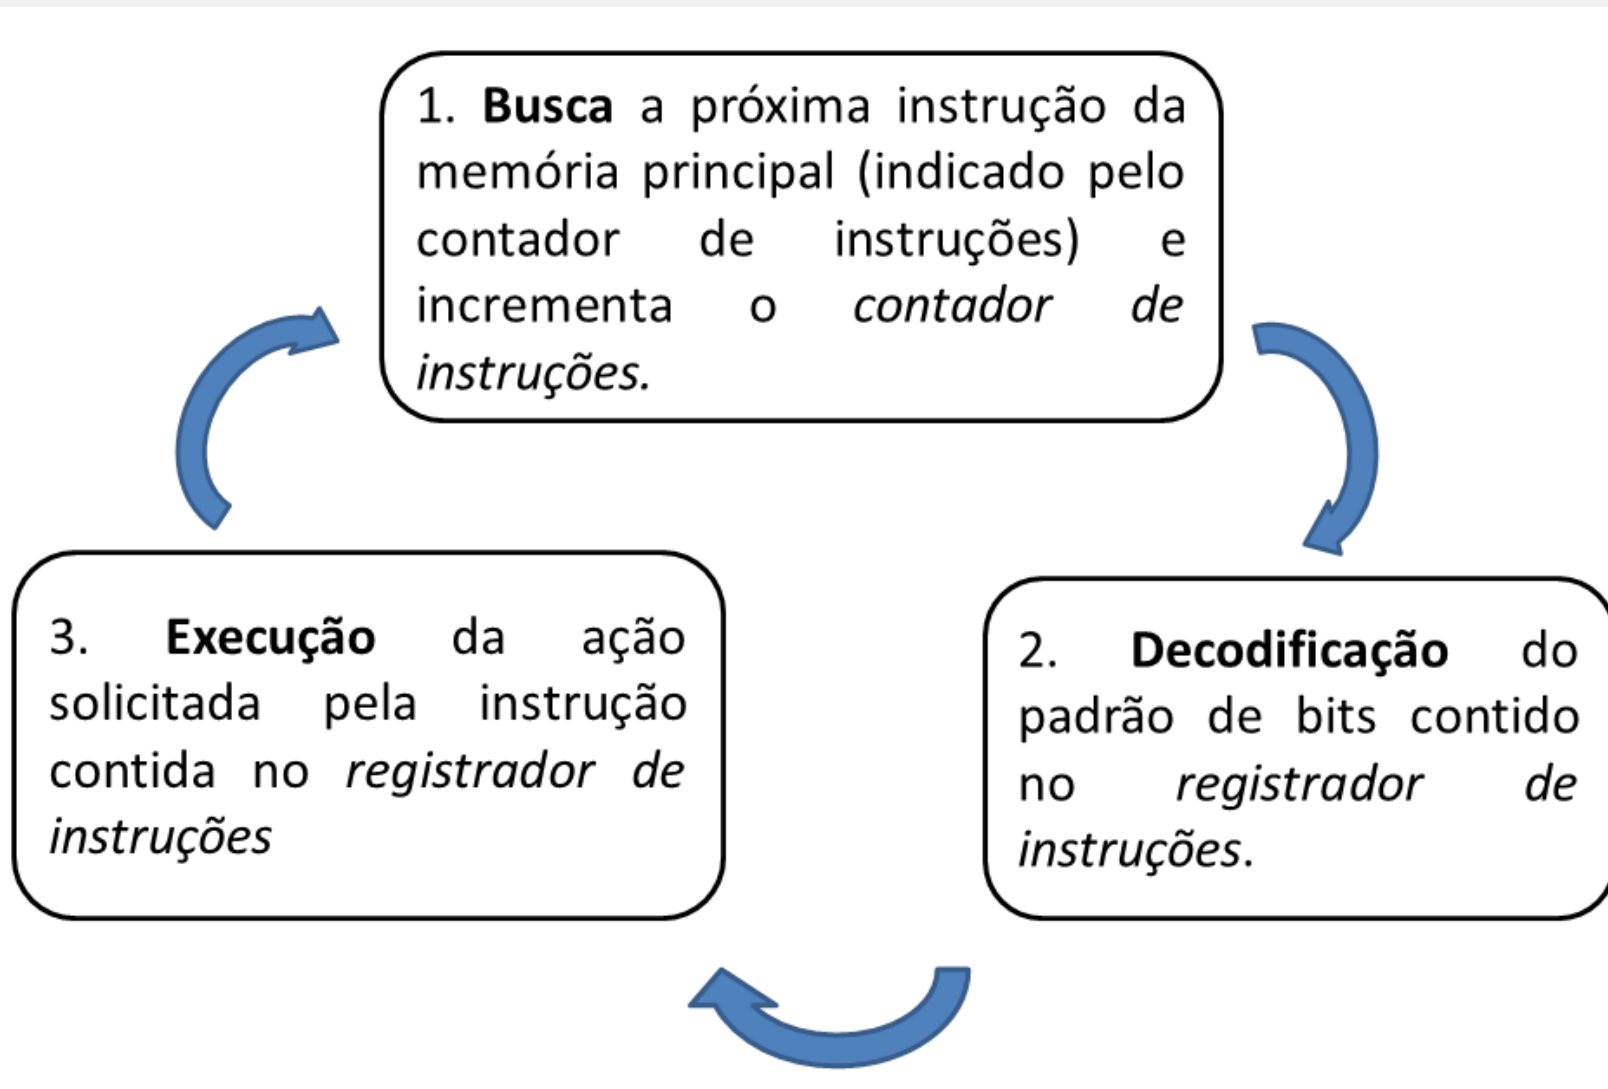 1. Busca a próxima instrução da
memória principal (indicado pelo
contador de instruções) e
incrementa o contador de
instruções.
3. Execução da ação
solicitada pela instrução
contida no registrador de
instruções
2. Decodificação do
padrão de bits contido
no registrador de
instruções.